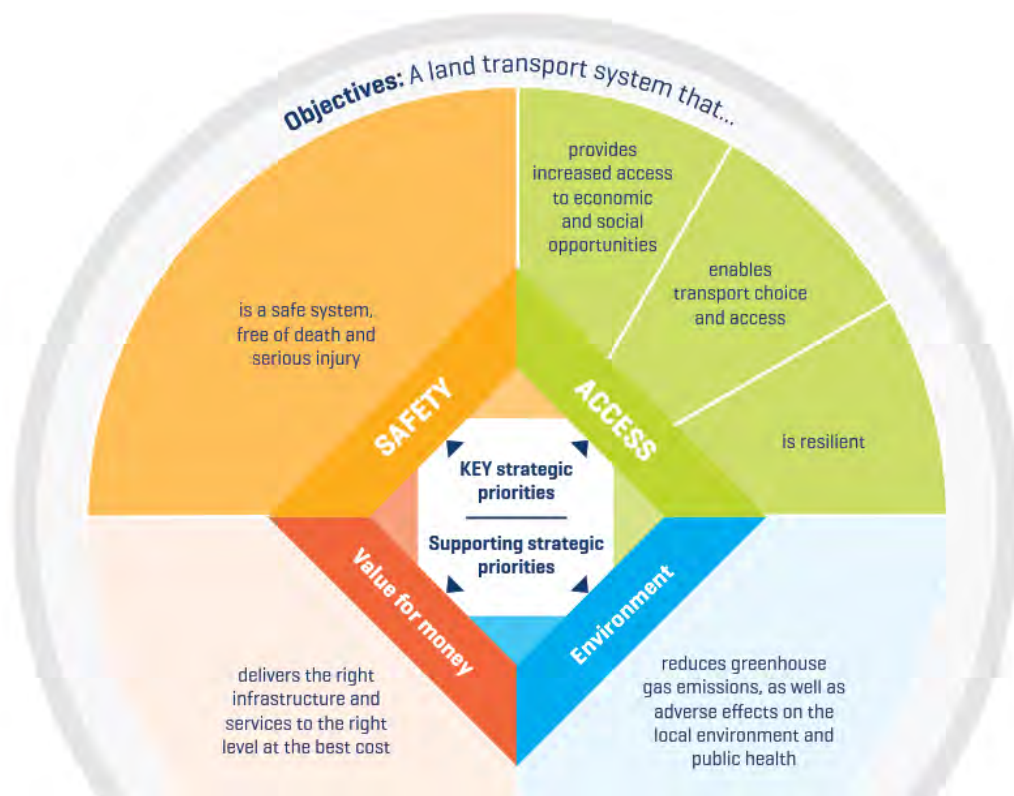 Objectives: A land transport system that...
provides
increased access
to economic
and social
opportunities
enables
transport choice
and access
is resilient
is a safe system,
free of death and
serious injury
SAFETY
ACCESS
KEY strategic
priorities
Supporting strategic
priorities
Value for money
Environment
delivers the right
infrastructure and
services to the right
level at the best cost
reduces greenhouse
gas emissions, as well as
adverse effects on the
local environment and
public health